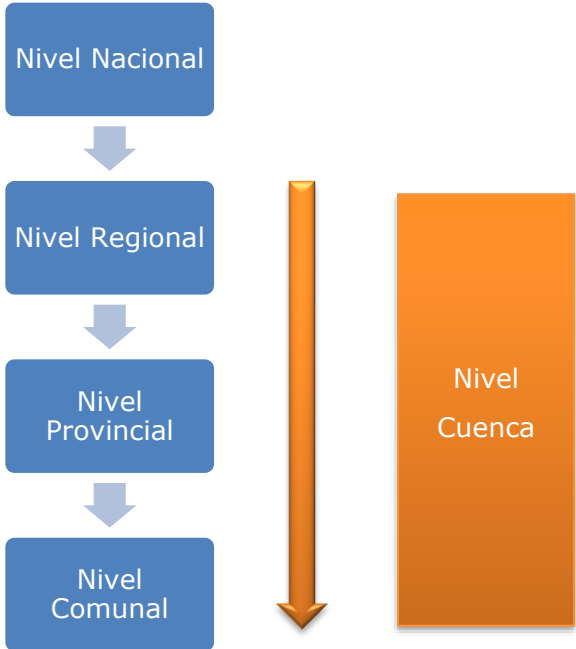 Nivel Nacional
Nivel Regional
Nivel
Provincial
Nivel
Comunal
Nivel
Cuenca